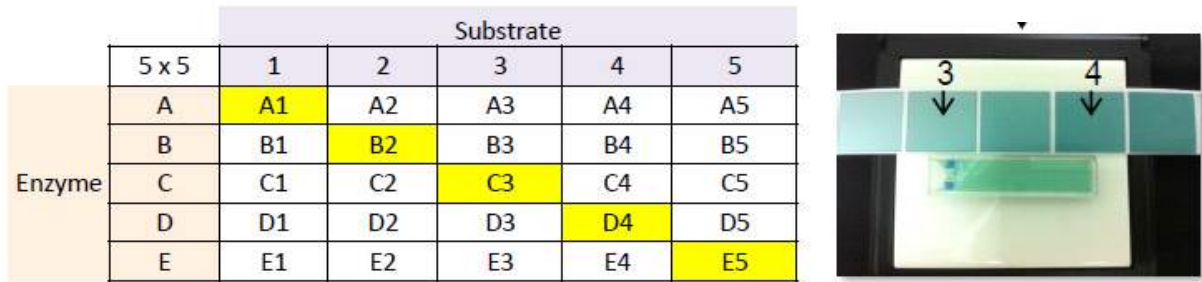 Substrate
5 x 5 1 2 3 4 5
A A1 A2 A3 A4 A5
B B1 B2 B3 B4 B5
Enzyme C C1 C2 C3 C4 C5
D D1 D2 D3 D4 D5
E E1 E2 E3 E4 E5
3 4